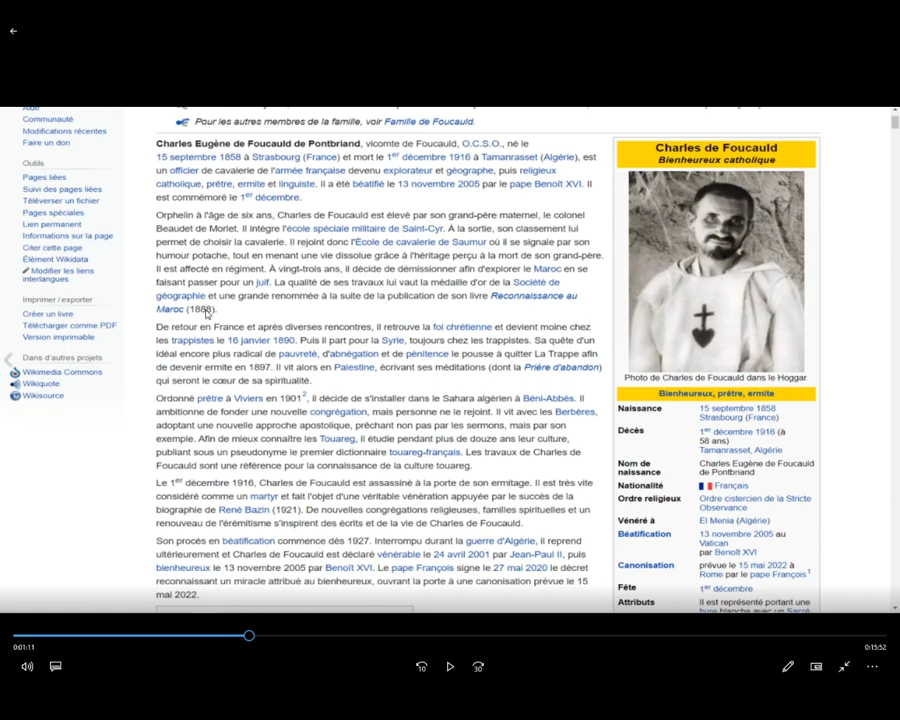 Aide
Communauté
Modifications récentes
Faire un don
Outils
Pages liées
Suivi des pages liées
Téléverser un fichier
Pages spéciales
Lien permanent
Informations sur la page
Citer cette page
Élément Wikidata
Modifier les liens
interlangues
Imprimer / exporter
Créer un livre
Télécharger comme PDF
Version imprimable
Dans d'autres projets
Wikimedia Commons
Wikiquote
Wikisource
Pour les autres membres de la famille, voir Famille de Foucauld.
Charles Eugène de Foucauld de Pontbriand, vicomte de Foucauld, O.C.S.O., né le
15 septembre 1858 à Strasbourg (France) et mort le 1er décembre 1916 à Tamanrasset (Algérie), est
un officier de cavalerie de l'armée française devenu explorateur et géographe, puis religieux
catholique, prêtre, ermite et linguiste. Il a été béatifié le 13 novembre 2005 par le pape Benoît XVI. Il
est commémoré le 1er décembre.
Orphelin à l'âge de six ans, Charles de Foucauld est élevé par son grand-père maternel, le colonel
Beaudet de Morlet. Il intègre l'école spéciale militaire de Saint-Cyr. À la sortie, son classement lui
permet de choisir la cavalerie. Il rejoint donc l'École de cavalerie de Saumur où il se signale par son
humour potache, tout en menant une vie dissolue grâce à l'héritage perçu à la mort de son grand-père.
Il est affecté en régiment. À vingt-trois ans, il décide de démissionner afin d'explorer le Maroc en se
faisant passer pour un juif. La qualité de ses travaux lui vaut la médaille d'or de la Société de
géographie et une grande renommée à la suite de la publication de son livre Reconnaissance au
Maroc (1888).
De retour en France et après diverses rencontres, il retrouve la foi chrétienne et devient moine chez
les trappistes le 16 janvier 1890. Puis il part pour la Syrie, toujours chez les trappistes. Sa quête d'un
idéal encore plus radical de pauvreté, d'abnégation et de pénitence le pousse à quitter La Trappe afin
de devenir ermite en 1897. Il vit alors en Palestine, écrivant ses méditations (dont la Prière d'abandon)
qui seront le cœur de sa spiritualité.
Ordonné prêtre à Viviers en 1901², il décide de s'installer dans le Sahara algérien à Béni-Abbès. Il
ambitionne de fonder une nouvelle congrégation, mais personne ne le rejoint. Il vit avec les Berbères,
adoptant une nouvelle approche apostolique, prêchant non pas par les sermons, mais par son
exemple. Afin de mieux connaître les Touareg, il étudie pendant plus de douze ans leur culture,
publiant sous un pseudonyme le premier dictionnaire touareg-français. Les travaux de Charles de
Foucauld sont une référence pour la connaissance de la culture touareg.
Le 1er décembre 1916, Charles de Foucauld est assassiné à la porte de son ermitage. Il est très vite
considéré comme un martyr et fait l'objet d'une véritable vénération appuyée par le succès de la
biographie de René Bazin (1921). De nouvelles congrégations religieuses, familles spirituelles et un
renouveau de l'érémitisme s'inspirent des écrits et de la vie de Charles de Foucauld.
Son procès en béatification commence dès 1927. Interrompu durant la guerre d'Algérie, il reprend
ultérieurement et Charles de Foucauld est déclaré vénérable le 24 avril 2001 par Jean-Paul II, puis
bienheureux le 13 novembre 2005 par Benoît XVI. Le pape François signe le 27 mai 2020 le décret
reconnaissant un miracle attribué au bienheureux, ouvrant la porte à une canonisation prévue le 15
mai 2022.
Charles de Foucauld
Bienheureux catholique
Photo de Charles de Foucauld dans le Hoggar.
Bienheureux, prêtre, ermite
Naissance 15 septembre 1858
Strasbourg (France)
Décès 1er décembre 1916 (à
58 ans)
Tamanrasset, Algérie
Nom de Charles Eugène de Foucauld
naissance de Pontbriand
Nationalité Français
Ordre religieux Ordre cistercien de la Stricte
Observance
Vénéré à El Menia (Algérie)
Béatification 13 novembre 2005 au
Vatican
par Benoît XVI
Canonisation prévue le 15 mai 2022 à
Rome par le pape François¹
Fête 1er décembre
Attributs Il est représenté portant une
bure blanche avec un Sacré
0:01:11
0:15:52
10
30